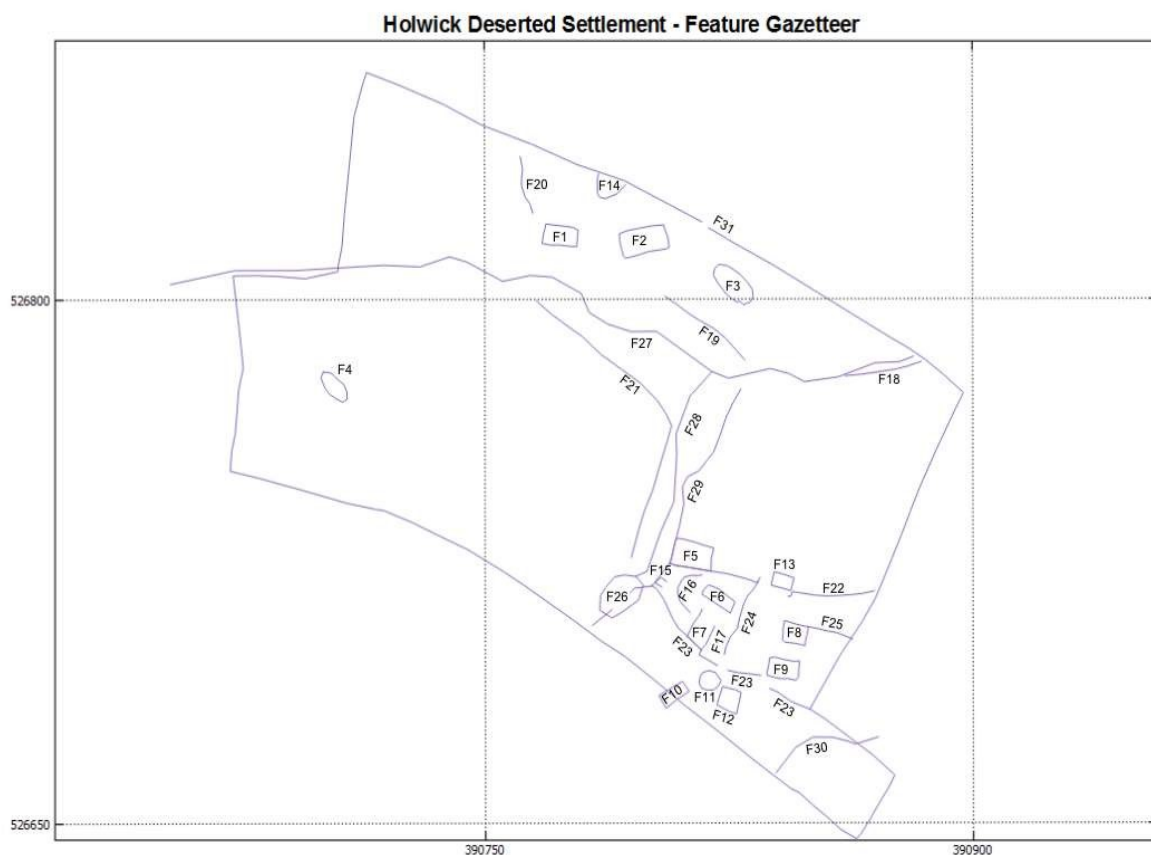 Holwick Deserted Settlement - Feature Gazetteer
F20
F14
F31
F1
F2
F3
526800
F27
F19
F4
F21
F18
F28
F29
F5
F15
F13
F26
F16
F6
F22
F24
F25
F7
F17
F8
F23
F9
F23
F10
F11
F12
F23
F30
526650
390750
390900